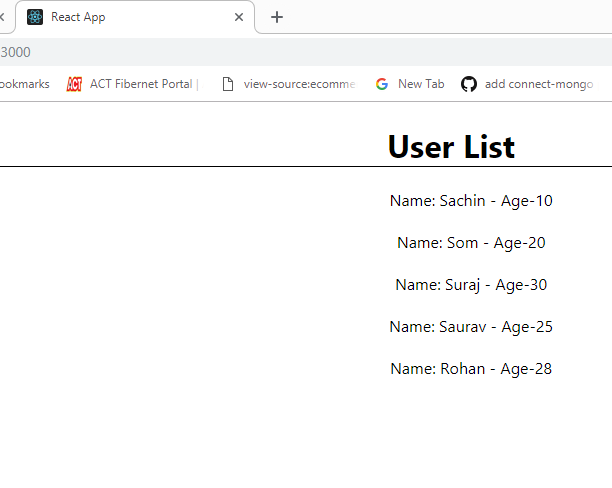 React App
3000
ookmarks ACT ACT Fibernet Portal | view-source:ecomme New Tab add connect-mongo
User List
Name: Sachin - Age-10
Name: Som - Age-20
Name: Suraj - Age-30
Name: Saurav - Age-25
Name: Rohan - Age-28